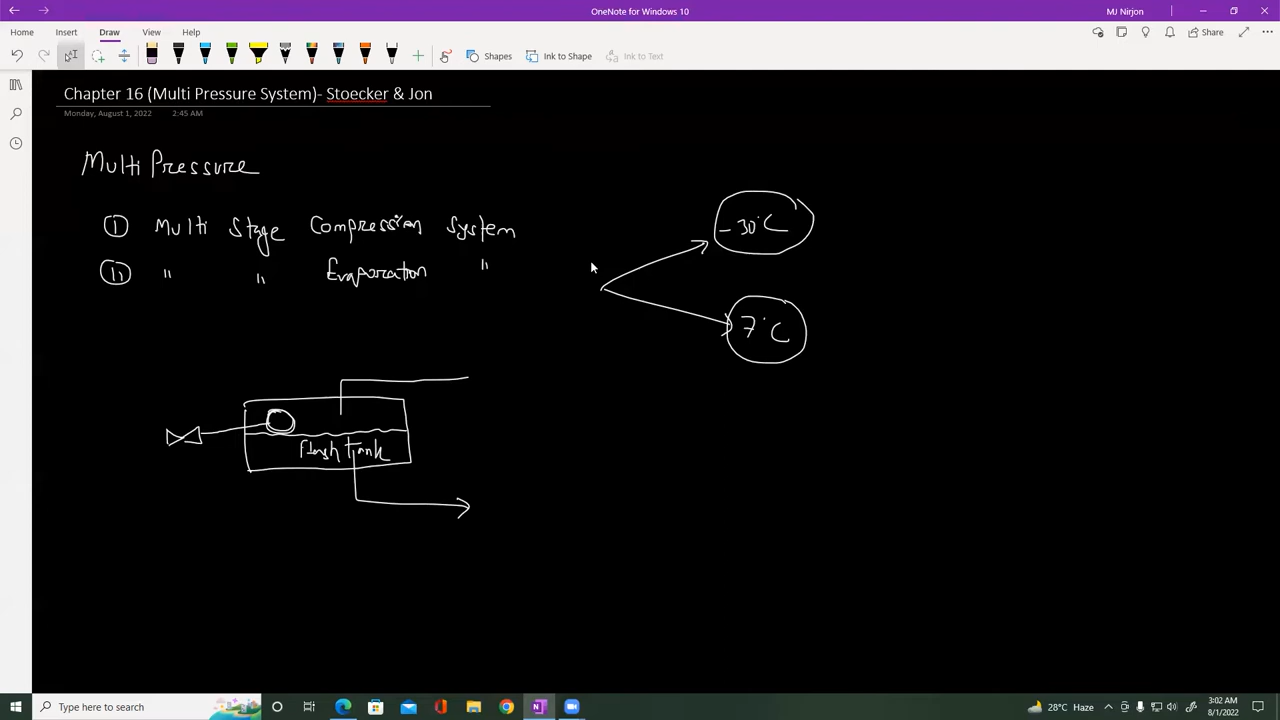 OneNote for Windows 10
MJ Nirjon
Home Insert Draw View Help
Share
Shapes Ink to Shape Ink to Text
Chapter 16 (Multi Pressure System)- Stoecker & Jon
Monday, August 1, 2022 2:45 AM
Multi Pressure
(I) Multi Stage Compression System
(II) " " Evaporation "
-30°C
7°C
Flash Tank
Type here to search
28°C Haze
3:02 AM
8/1/2022